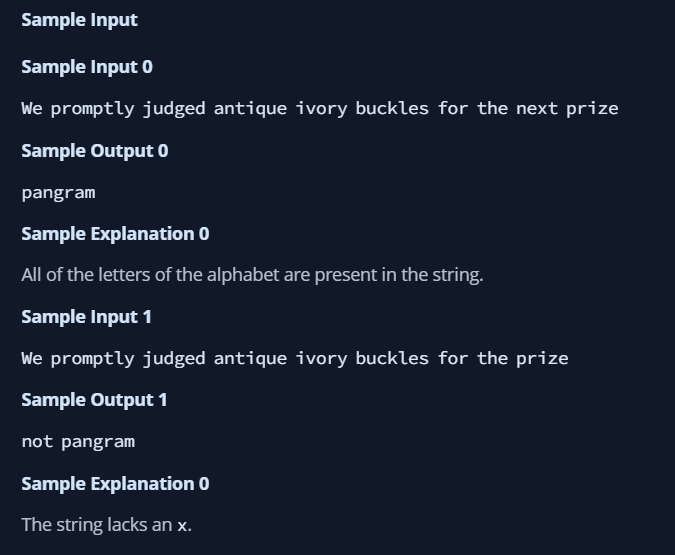 Sample Input
Sample Input 0
We promptly judged antique ivory buckles for the next prize
Sample Output 0
pangram
Sample Explanation 0
All of the letters of the alphabet are present in the string.
Sample Input 1
We promptly judged antique ivory buckles for the prize
Sample Output 1
not pangram
Sample Explanation 0
The string lacks an x.